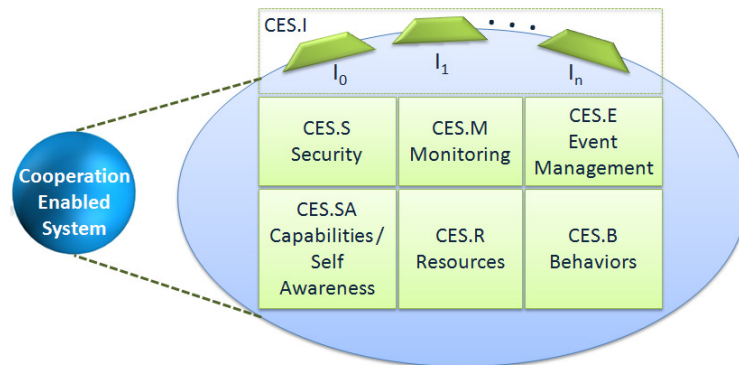 CES.I
. . .
I0
I1
In
CES.S
Security
CES.M
Monitoring
CES.E
Event
Management
Cooperation
Enabled
System
CES.SA
Capabilities/
Self
Awareness
CES.R
Resources
CES.B
Behaviors